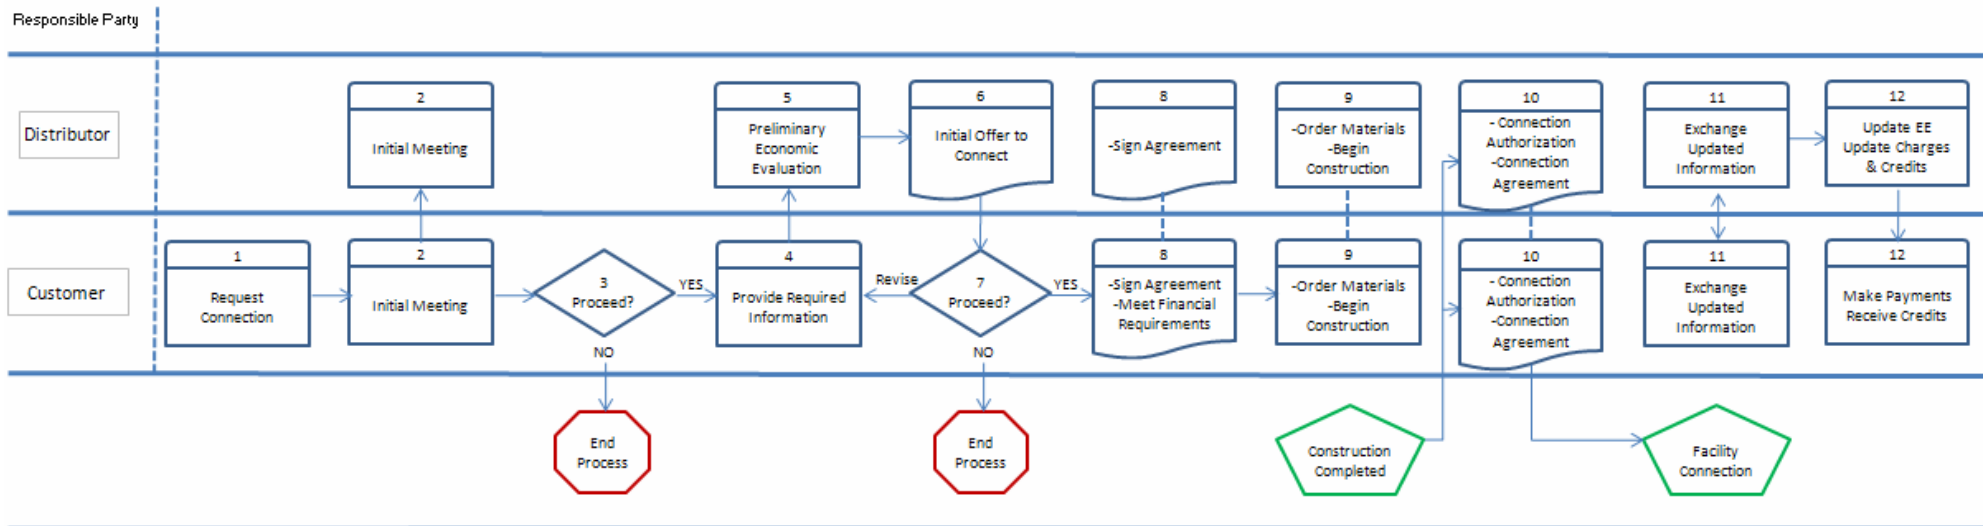 Responsible Party
Distributor
2
Initial Meeting
5
Preliminary
Economic
Evaluation
6
Initial Offer to
Connect
8
-Sign Agreement
9
-Order Materials
-Begin
Construction
10
- Connection
Authorization
-Connection
Agreement
11
Exchange
Updated
Information
12
Update EE
Update Charges
& Credits
Customer
1
Request
Connection
2
Initial Meeting
3
Proceed?
YES
NO
4
Provide Required
Information
Revise
7
Proceed?
YES
NO
8
-Sign Agreement
-Meet Financial
Requirements
9
-Order Materials
-Begin
Construction
10
- Connection
Authorization
-Connection
Agreement
11
Exchange
Updated
Information
12
Make Payments
Receive Credits
End
Process
End
Process
Construction
Completed
Facility
Connection